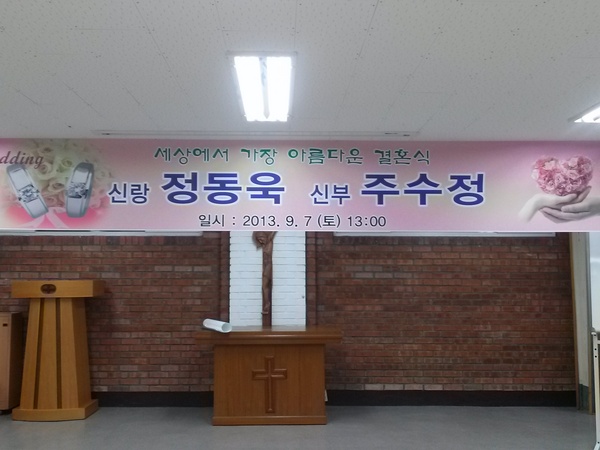 세상에서 가장 아름다운 결혼식
신랑 정동욱 신부 주수정
일시 : 2013. 9. 7 (토) 13:00